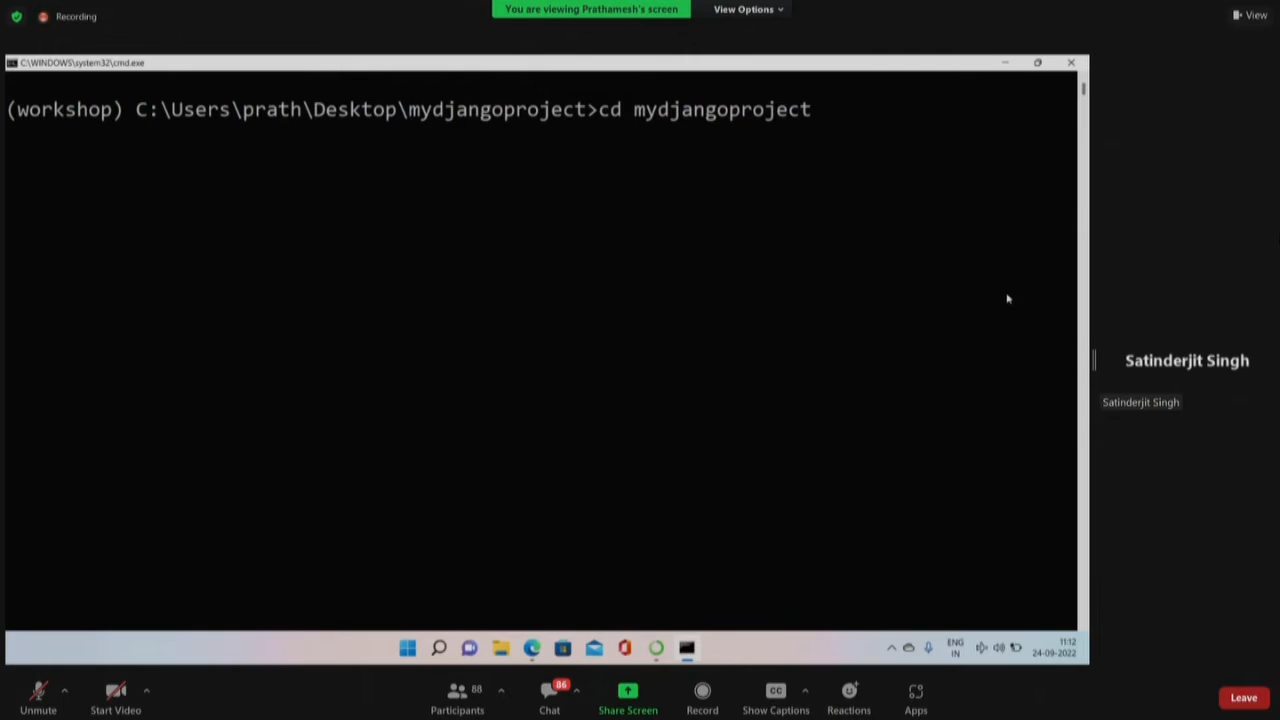 Recording
You are viewing Prathamesh's screen
View Options
View
C:\WINDOWS\system32\cmd.exe
(workshop) C:\Users\prath\Desktop\mydjangoproject>cd mydjangoproject
Satinderjit Singh
Satinderjit Singh
ENG
IN
11:12
24-09-2022
Unmute
Start Video
88
Participants
86
Chat
Share Screen
Record
CC
Show Captions
Reactions
Apps
Leave